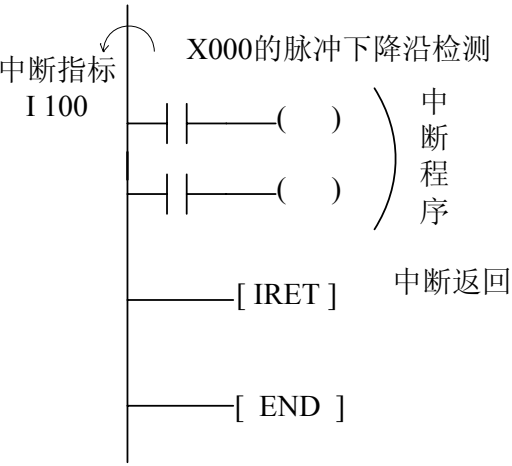 X000的脉冲下降沿检测
中断指标
I 100
( )
( )
中断程序
[ IRET ]
中断返回
[ END ]